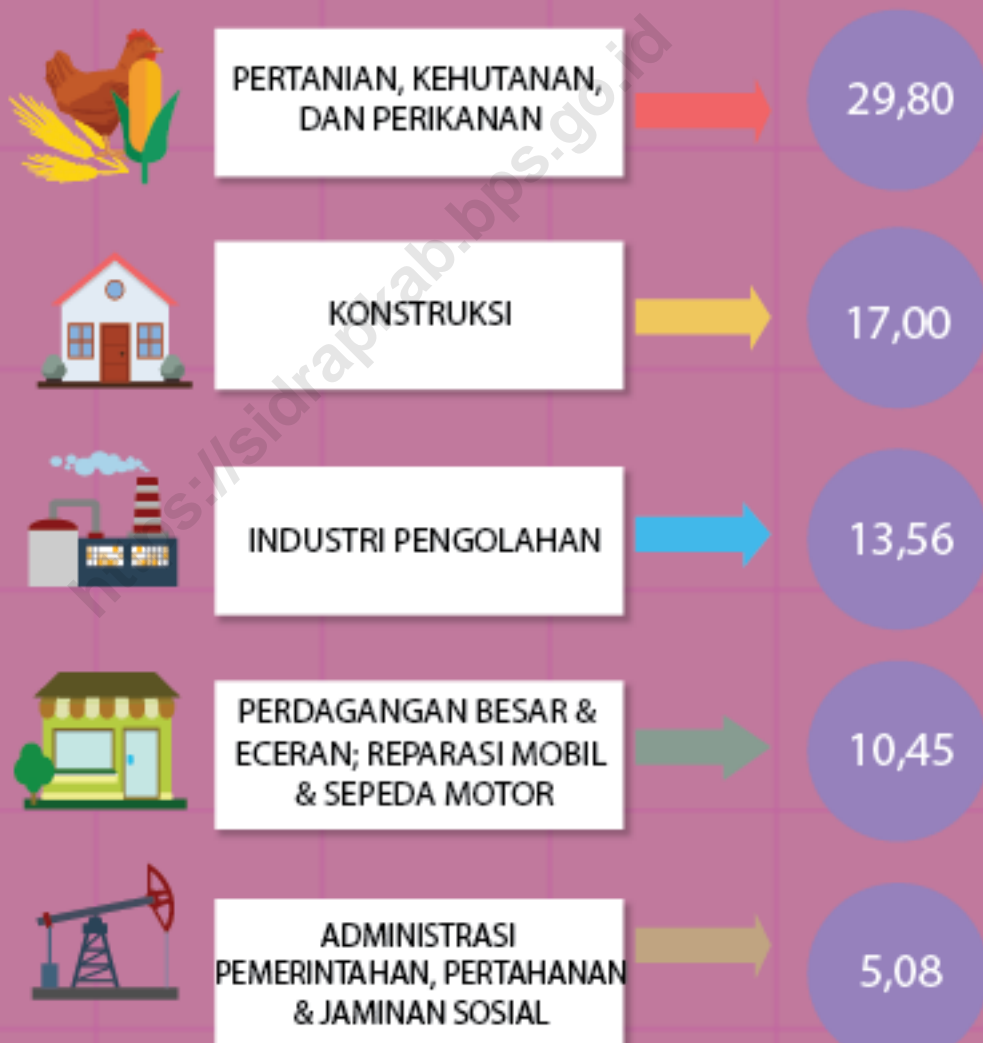 PERTANIAN, KEHUTANAN,
DAN PERIKANAN
29,80
KONSTRUKSI
17,00
INDUSTRI PENGOLAHAN
13,56
PERDAGANGAN BESAR &
ECERAN; REPARASI MOBIL
& SEPEDA MOTOR
10,45
ADMINISTRASI
PEMERINTAHAN, PERTAHANAN
& JAMINAN SOSIAL
5,08
https://sidrapkab.bps.go.id